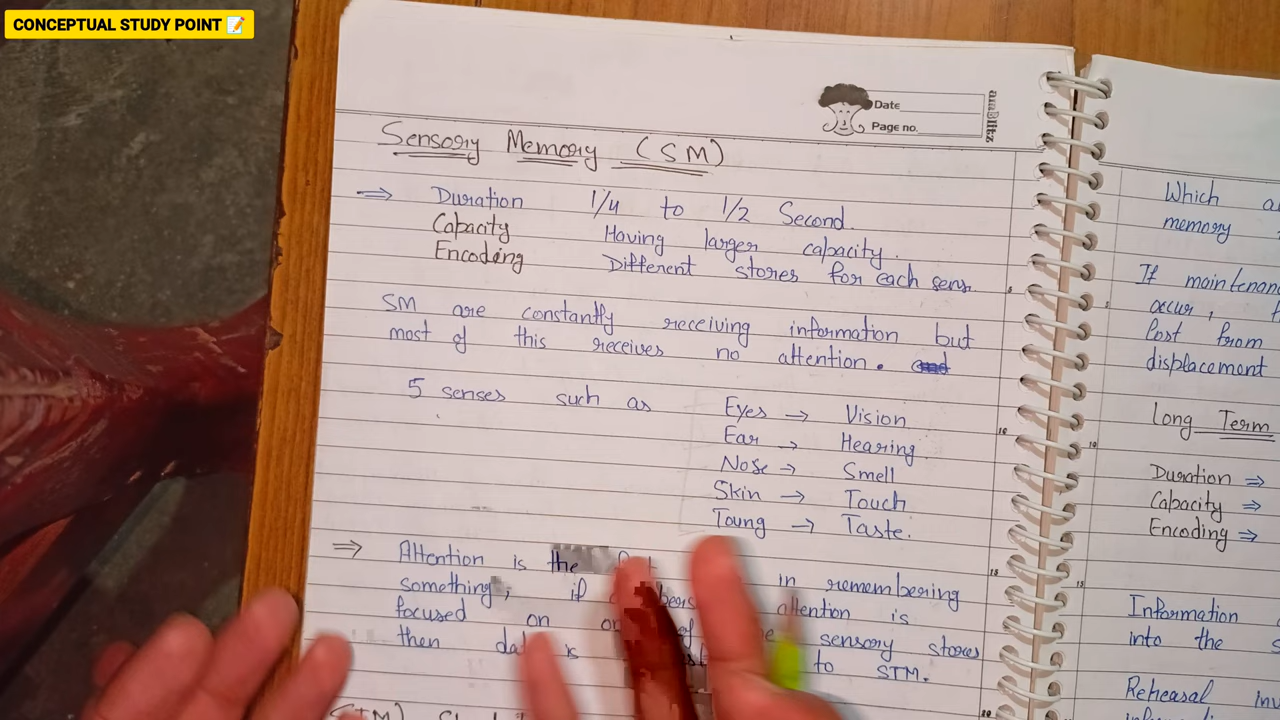 CONCEPTUAL STUDY POINT 📝
Date
Page no.
Sensory Memory (SM)
⇒ Duration 1/4 to 1/2 Second.
Capacity Having larger capacity.
Encoding Different stores for each sens
SM are constantly receiving information but
most of this receives no attention.
5 senses such as Eyes → Vision
Ear → Hearing
Nose → Smell
Skin → Touch
Toung → Taste.
⇒ Attention is the in remembering
something, if attention is
focused on of sensory stores
then is to STM.
Which
memory
If
occur,
lost from
displacement
Long Term
Duration ⇒
Capacity ⇒
Encoding ⇒
Information
into the
Rehearsal